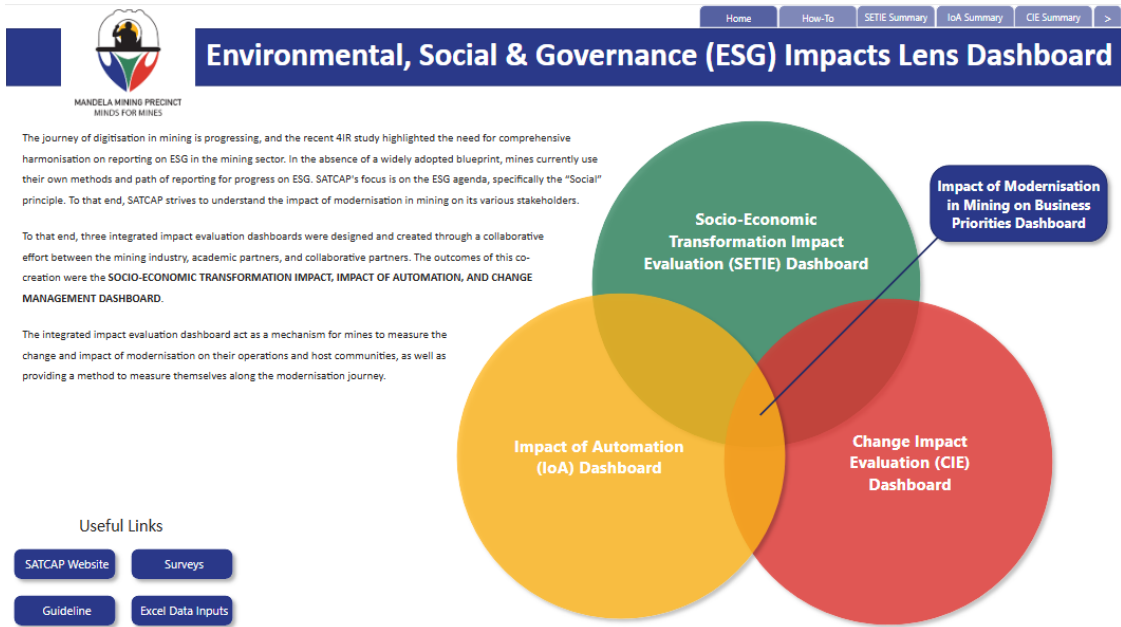 Home
How-To
SETIE Summary
IoA Summary
CIE Summary
>
Environmental, Social & Governance (ESG) Impacts Lens Dashboard
MANDELA MINING PRECINCT
MINDS FOR MINES
The journey of digitisation in mining is progressing, and the recent 4IR study highlighted the need for comprehensive
harmonisation on reporting on ESG in the mining sector. In the absence of a widely adopted blueprint, mines currently use
their own methods and path of reporting for progress on ESG. SATCAP's focus is on the ESG agenda, specifically the “Social”
principle. To that end, SATCAP strives to understand the impact of modernisation in mining on its various stakeholders.
To that end, three integrated impact evaluation dashboards were designed and created through a collaborative
effort between the mining industry, academic partners, and collaborative partners. The outcomes of this co-
creation were the SOCIO-ECONOMIC TRANSFORMATION IMPACT, IMPACT OF AUTOMATION, AND CHANGE
MANAGEMENT DASHBOARD.
The integrated impact evaluation dashboard act as a mechanism for mines to measure the
change and impact of modernisation on their operations and host communities, as well as
providing a method to measure themselves along the modernisation journey.
Impact of Modernisation
in Mining on Business
Priorities Dashboard
Socio-Economic
Transformation Impact
Evaluation (SETIE) Dashboard
Impact of Automation
(IoA) Dashboard
Change Impact
Evaluation (CIE)
Dashboard
Useful Links
SATCAP Website
Surveys
Guideline
Excel Data Inputs